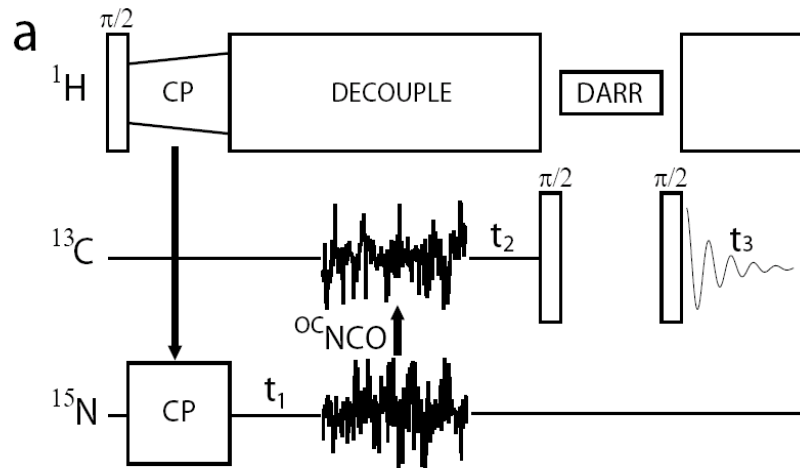 a
π/2
¹H
CP
DECOUPLE
DARR
π/2
π/2
¹³C
t₂
t₃
ᴼᶜNCO
¹⁵N
CP
t₁